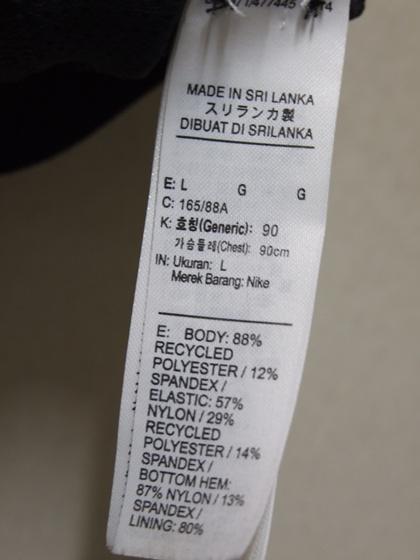 MADE IN SRI LANKA
スリランカ製
DIBUAT DI SRILANKA
E: L G G
C: 165/88A
K: 호칭(Generic): 90
가슴둘레(Chest): 90cm
IN: Ukuran: L
Merek Barang: Nike
E: BODY: 88%
RECYCLED
POLYESTER / 12%
SPANDEX /
ELASTIC: 57%
NYLON / 29%
RECYCLED
POLYESTER / 14%
SPANDEX /
BOTTOM HEM:
87% NYLON / 13%
SPANDEX /
LINING: 80%